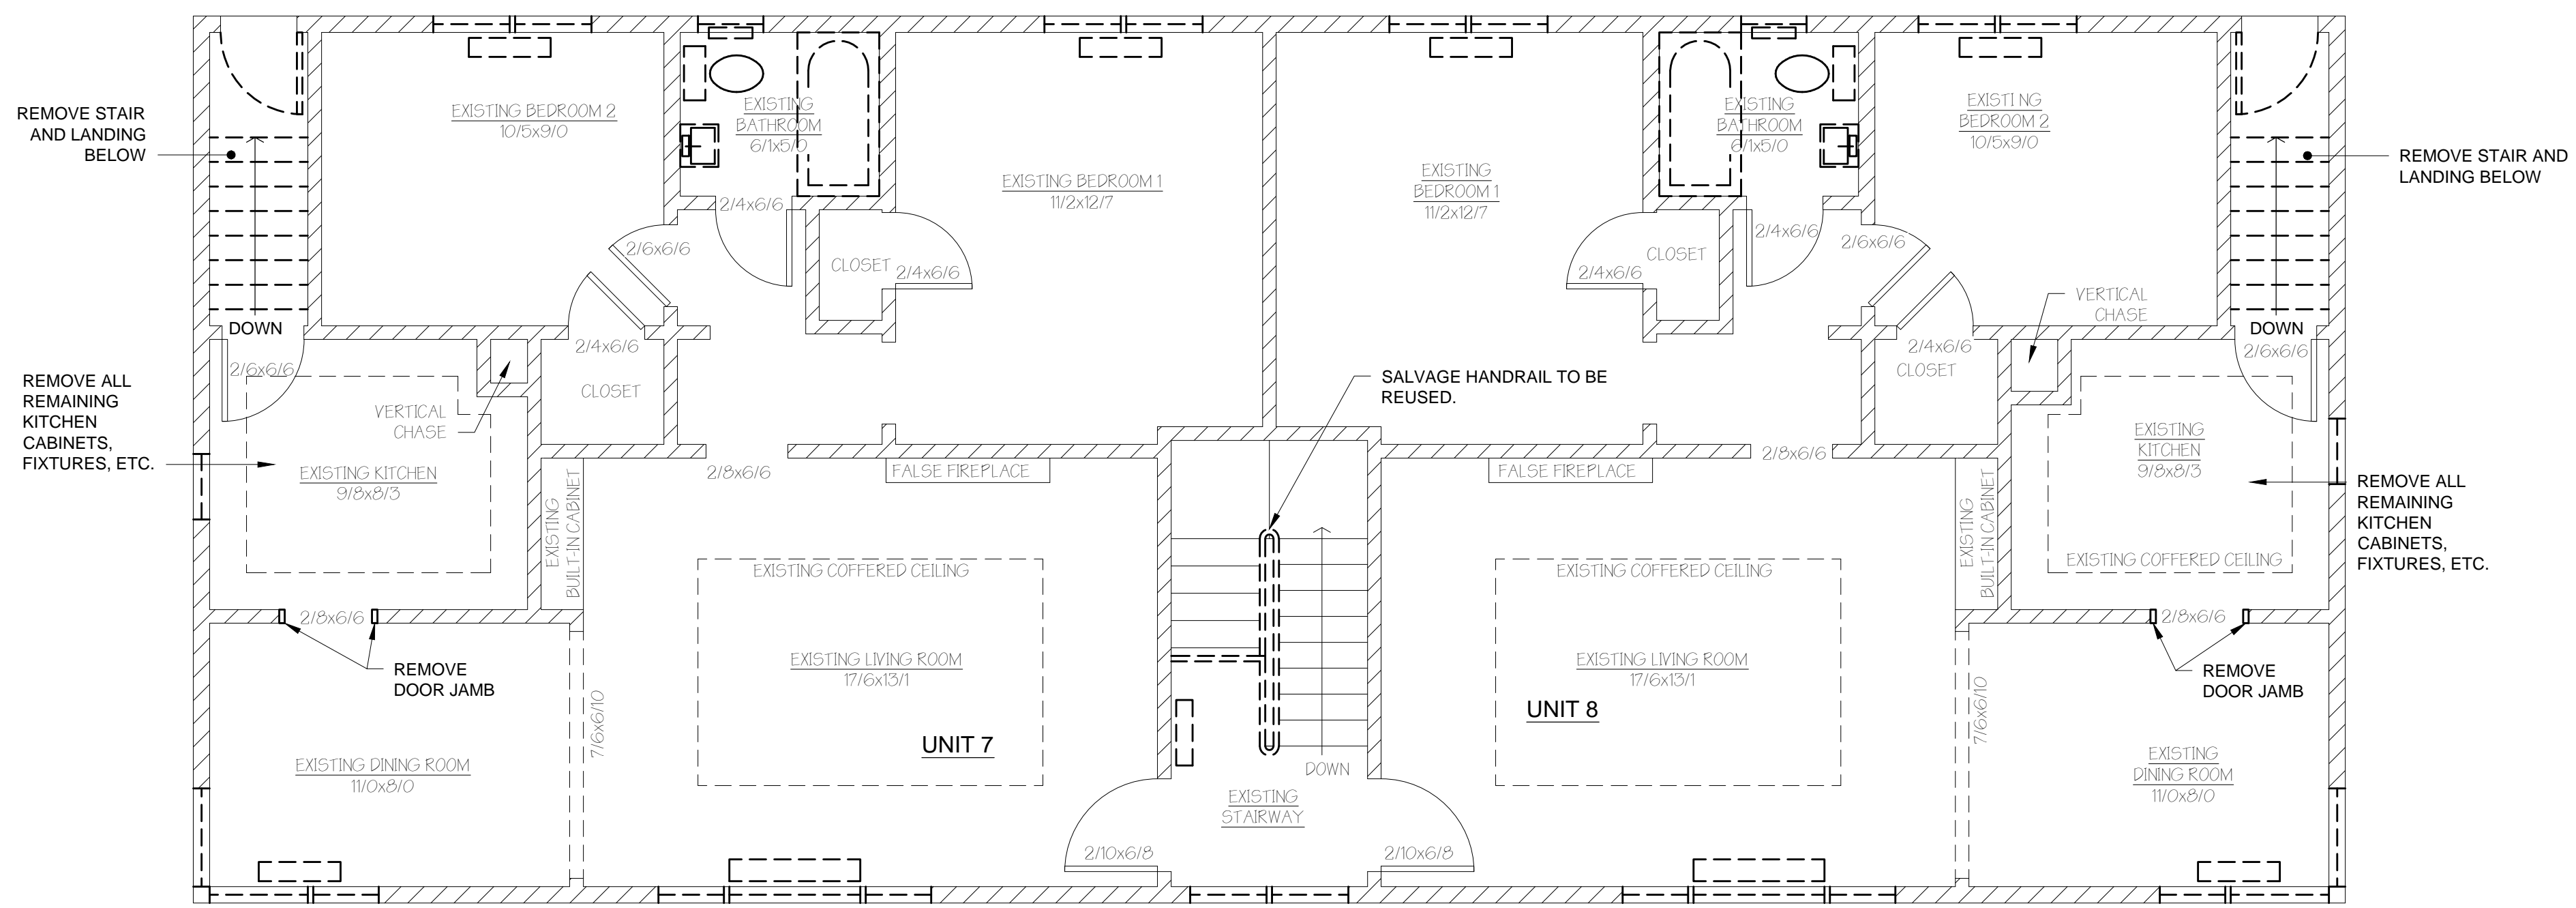 REMOVE STAIR
AND LANDING
BELOW
EXISTING BEDROOM 2
10/5x9/0
EXISTING
BATHROOM
6/1x5/0
EXISTING BEDROOM 1
11/2x12/7
EXISTING
BEDROOM 1
11/2x12/7
EXISTING
BATHROOM
6/1x5/0
EXISTI NG
BEDROOM 2
10/5x9/0
REMOVE STAIR AND
LANDING BELOW
2/4x6/6
2/6x6/6
CLOSET
2/4x6/6
2/4x6/6
CLOSET
2/4x6/6
2/6x6/6
VERTICAL
CHASE
DOWN
2/6x6/6
2/4x6/6
CLOSET
2/4x6/6
CLOSET
DOWN
2/6x6/6
REMOVE ALL
REMAINING
KITCHEN
CABINETS,
FIXTURES, ETC.
VERTICAL
CHASE
SALVAGE HANDRAIL TO BE
REUSED.
EXISTING KITCHEN
9/8x8/3
EXISTING
BUILT-IN CABINET
2/8x6/6
FALSE FIREPLACE
FALSE FIREPLACE
2/8x6/6
EXISTING
BUILT-IN CABINET
EXISTING
KITCHEN
9/8x8/3
EXISTING COFFERED CEILING
REMOVE ALL
REMAINING
KITCHEN
CABINETS,
FIXTURES, ETC.
EXISTING COFFERED CEILING
EXISTING COFFERED CEILING
2/8x6/6
REMOVE
DOOR JAMB
EXISTING LIVING ROOM
17/6x13/1
EXISTING LIVING ROOM
17/6x13/1
2/8x6/6
REMOVE
DOOR JAMB
7/6x6/10
UNIT 7
UNIT 8
7/6x6/10
EXISTING DINING ROOM
11/0x8/0
DOWN
EXISTING
STAIRWAY
EXISTING
DINING ROOM
11/0x8/0
2/10x6/8
2/10x6/8